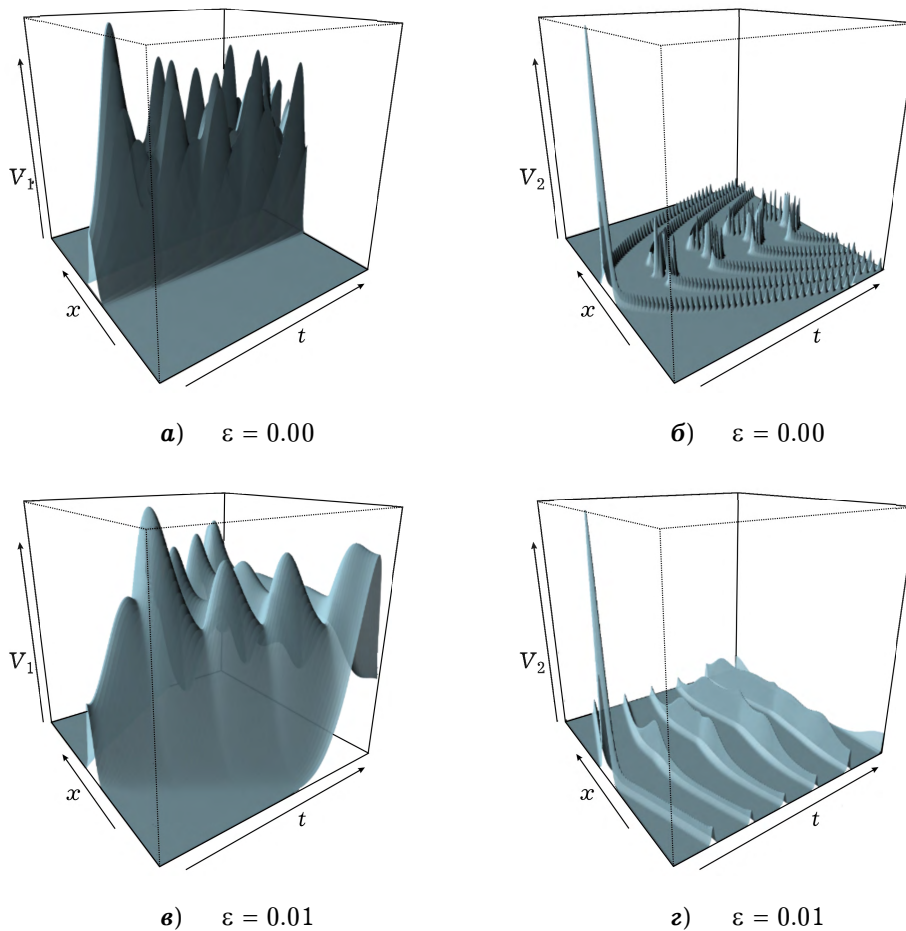 V₁
x
t
V₂
x
t
а) ε = 0.00
б) ε = 0.00
V₁
x
t
V₂
x
t
в) ε = 0.01
г) ε = 0.01